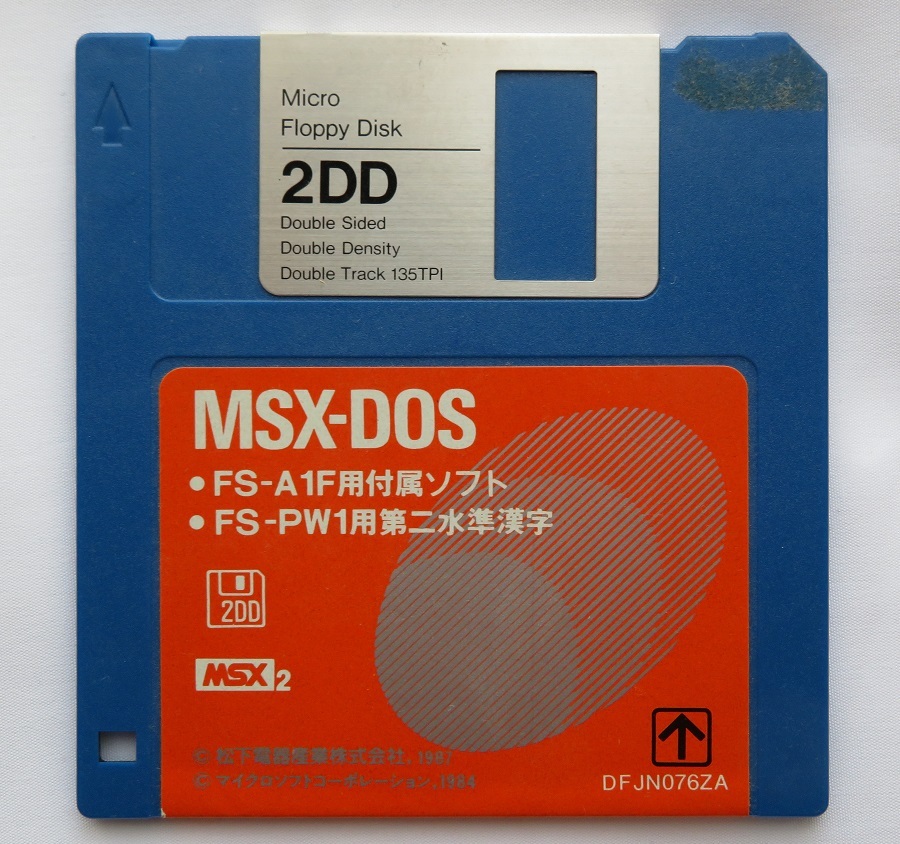 Micro
Floppy Disk
2DD
Double Sided
Double Density
Double Track 135TPI
MSX-DOS
● FS-A1F用付属ソフト
● FS-PW1用第二水準漢字
2DD
MSX2
© 松下電器産業株式会社, 1987
© マイクロソフトコーポレーション, 1984
DFJN076ZA